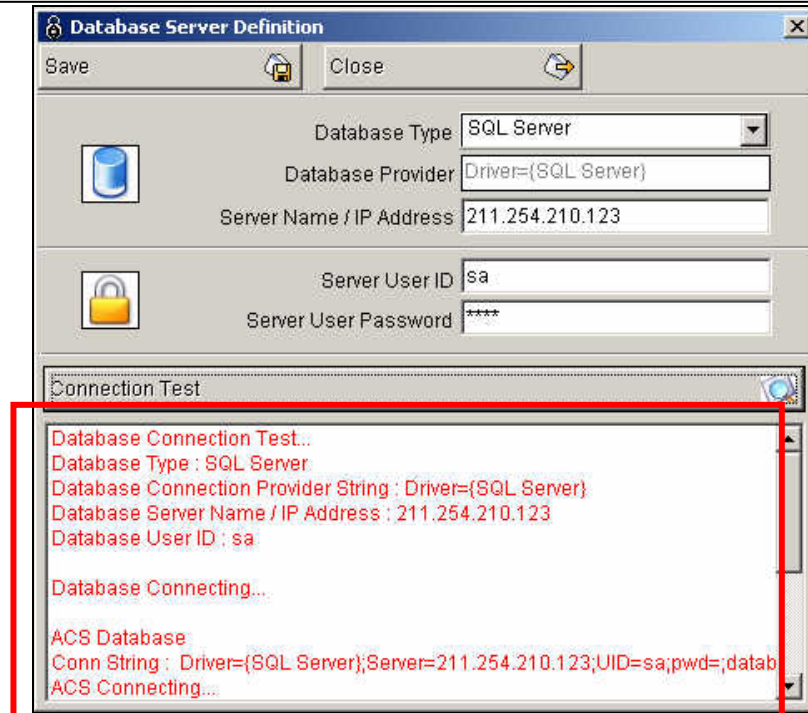 Database Server Definition
Save Close
Database Type SQL Server
Database Provider Driver={SQL Server}
Server Name / IP Address 211.254.210.123
Server User ID sa
Server User Password ****
Connection Test
Database Connection Test...
Database Type : SQL Server
Database Connection Provider String : Driver={SQL Server}
Database Server Name / IP Address : 211.254.210.123
Database User ID : sa
Database Connecting...
ACS Database
Conn String : Driver={SQL Server};Server=211.254.210.123;UID=sa;pwd=;datab
ACS Connecting...